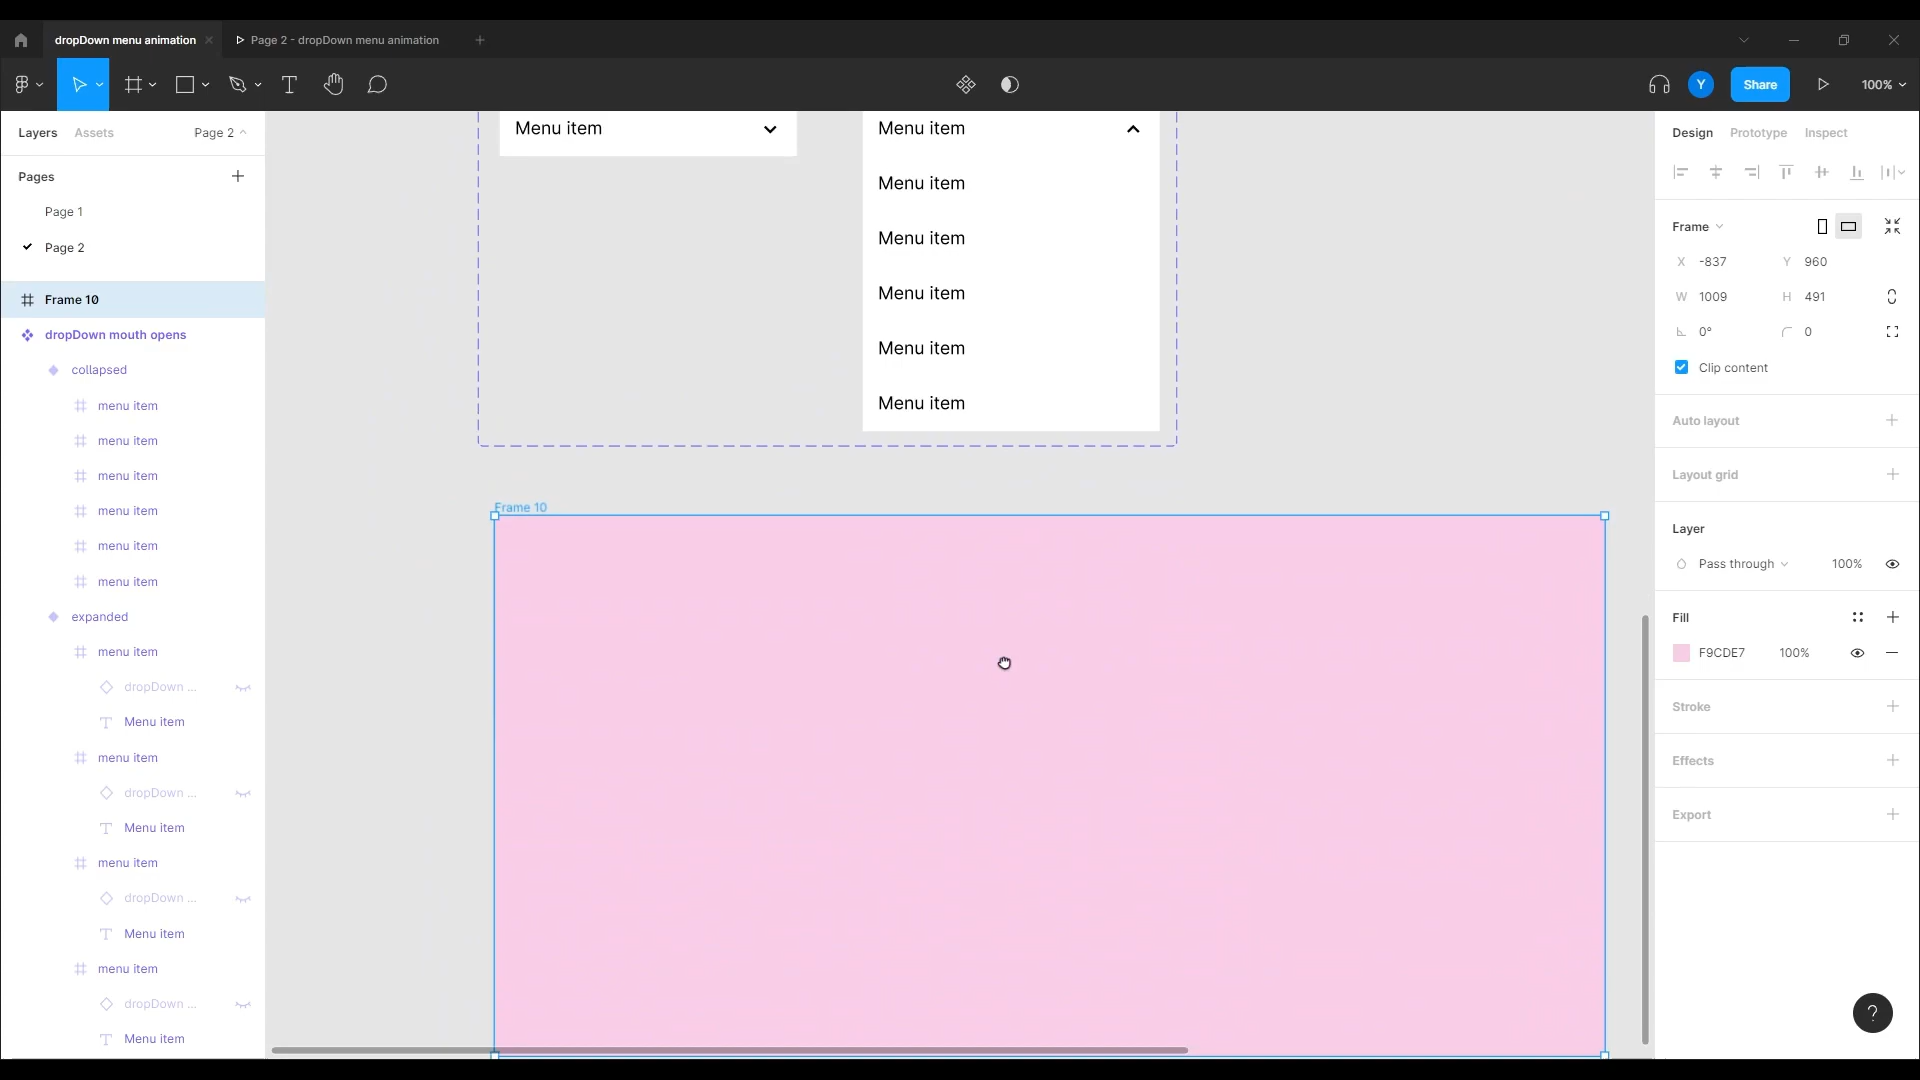 dropDown menu animation
Page 2 - dropDown menu animation
Y
Share
100%
Layers
Assets
Page 2
Pages
Page 1
Page 2
Frame 10
dropDown mouth opens
collapsed
menu item
menu item
menu item
menu item
menu item
menu item
expanded
menu item
dropDown ...
Menu item
menu item
dropDown ...
Menu item
menu item
dropDown ...
Menu item
menu item
dropDown ...
Menu item
Menu item
Menu item
Menu item
Menu item
Menu item
Menu item
Menu item
Frame 10
Design
Prototype
Inspect
Frame
X -837
Y 960
W 1009
H 491
0°
0
Clip content
Auto layout
Layout grid
Layer
Pass through
100%
Fill
F9CDE7
100%
Stroke
Effects
Export
?